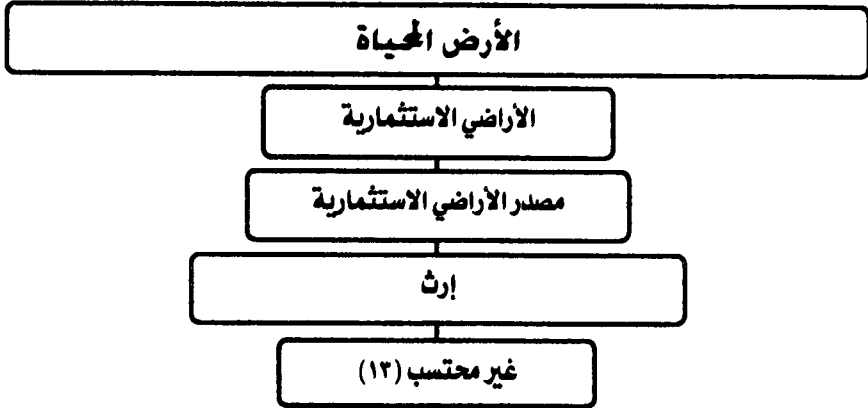 الأرض المحياة
الأراضي الاستثمارية
مصدر الأراضي الاستثمارية
إرث
غير محتسب (١٣)